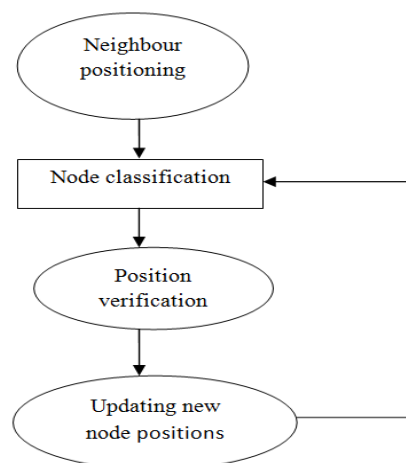 Neighbour
positioning
Node classification
Position
verification
Updating new
node positions